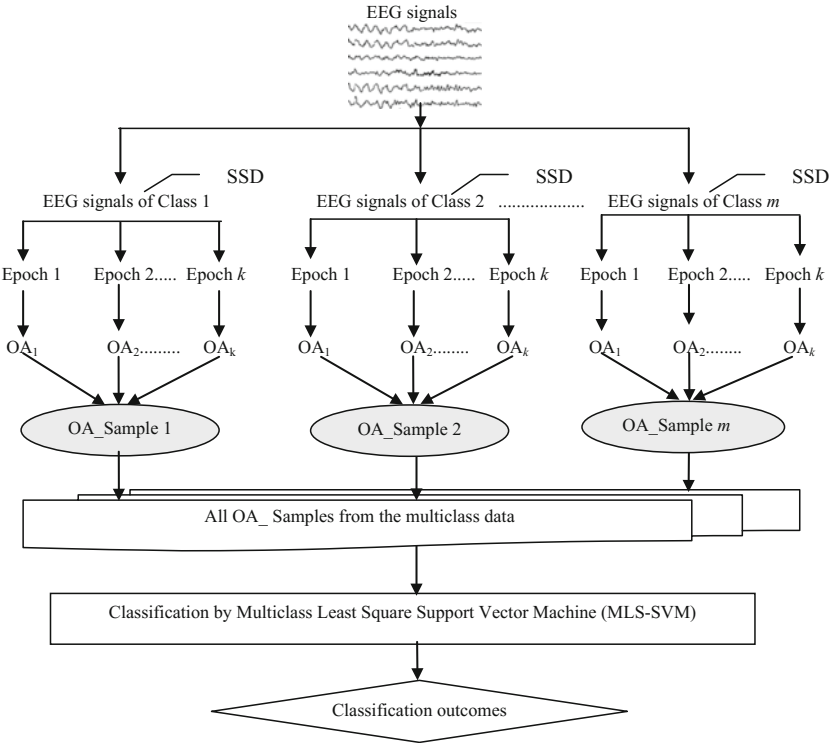 EEG signals
SSD SSD SSD
EEG signals of Class 1 EEG signals of Class 2 ................... EEG signals of Class m
Epoch 1 Epoch 2..... Epoch k Epoch 1 Epoch 2..... Epoch k Epoch 1 Epoch 2..... Epoch k
OA₁ OA₂......... OAₖ OA₁ OA₂........ OAₖ OA₁ OA₂........ OAₖ
OA_Sample 1 OA_Sample 2 OA_Sample m
All OA_ Samples from the multiclass data
Classification by Multiclass Least Square Support Vector Machine (MLS-SVM)
Classification outcomes